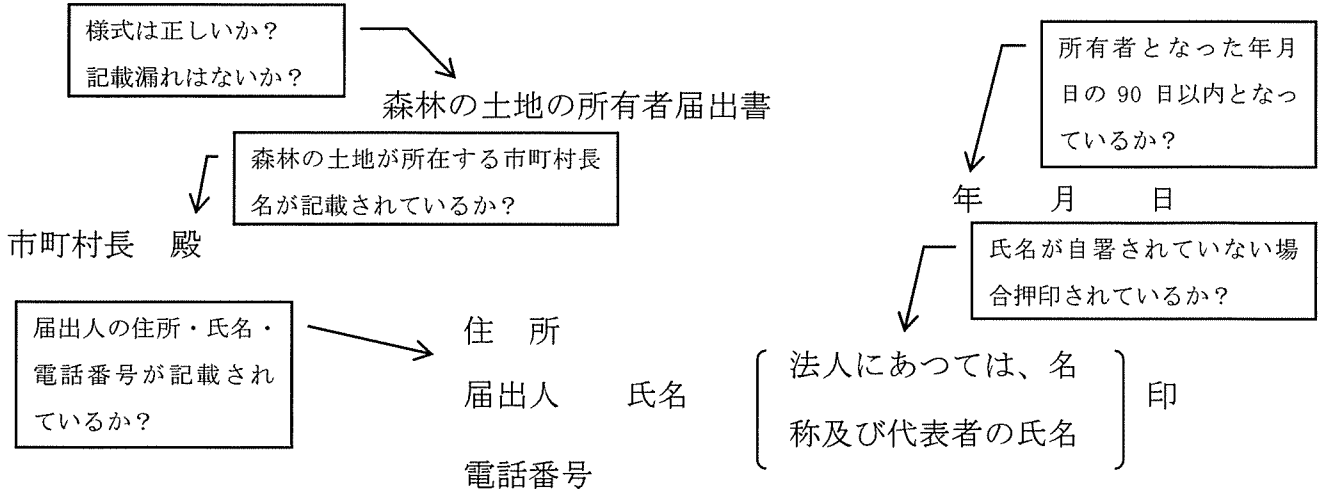 様式は正しいか？
記載漏れはないか？
所有者となった年月
日の 90 日以内となっ
ているか？
森林の土地の所有者届出書
森林の土地が所在する市町村長
名が記載されているか？
年　　月　　日
市町村長　殿
氏名が自署されていない場
合押印されているか？
届出人の住所・氏名・
電話番号が記載され
ているか？
住　所
届出人　　氏名
法人にあつては、名
称及び代表者の氏名
印
電話番号